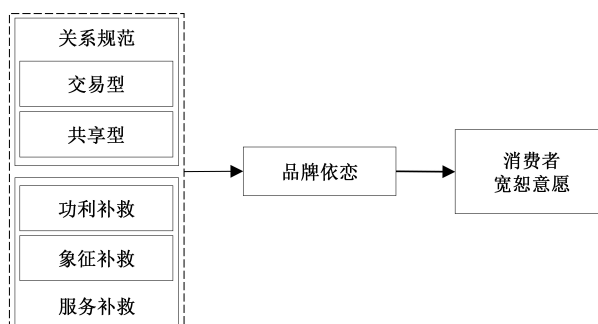 关系规范
交易型
共享型
功利补救
象征补救
服务补救
品牌依恋
消费者
宽恕意愿